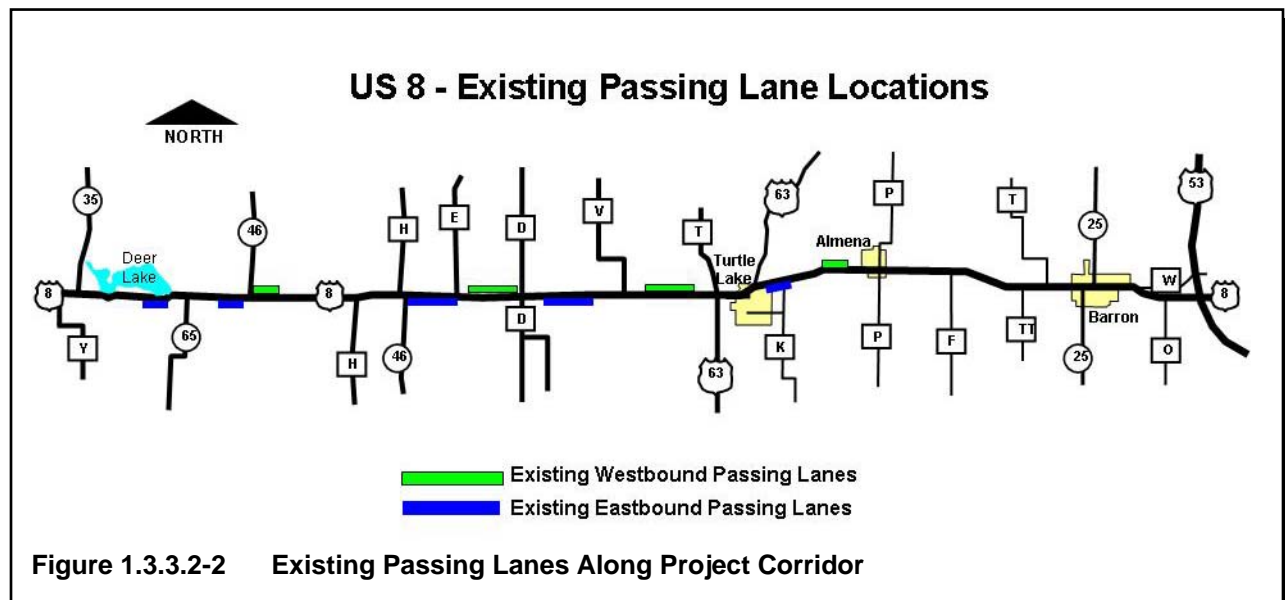 US 8 - Existing Passing Lane Locations
NORTH
35
46
H
E
D
V
T
63
P
T
25
53
Deer
Lake
Turtle
Lake
Almena
W
8
8
8
Barron
Y
65
H
46
D
63
K
P
F
TT
25
O
Existing Westbound Passing Lanes
Existing Eastbound Passing Lanes
Figure 1.3.3.2-2 Existing Passing Lanes Along Project Corridor